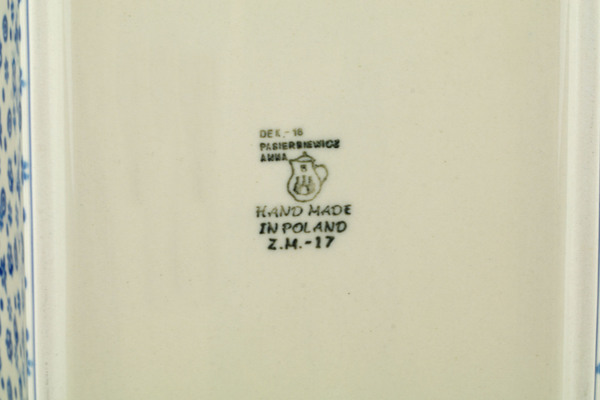 DEK.-16
PASIERBIEWICZ
ANNA
HAND MADE
IN POLAND
Z.M.-17